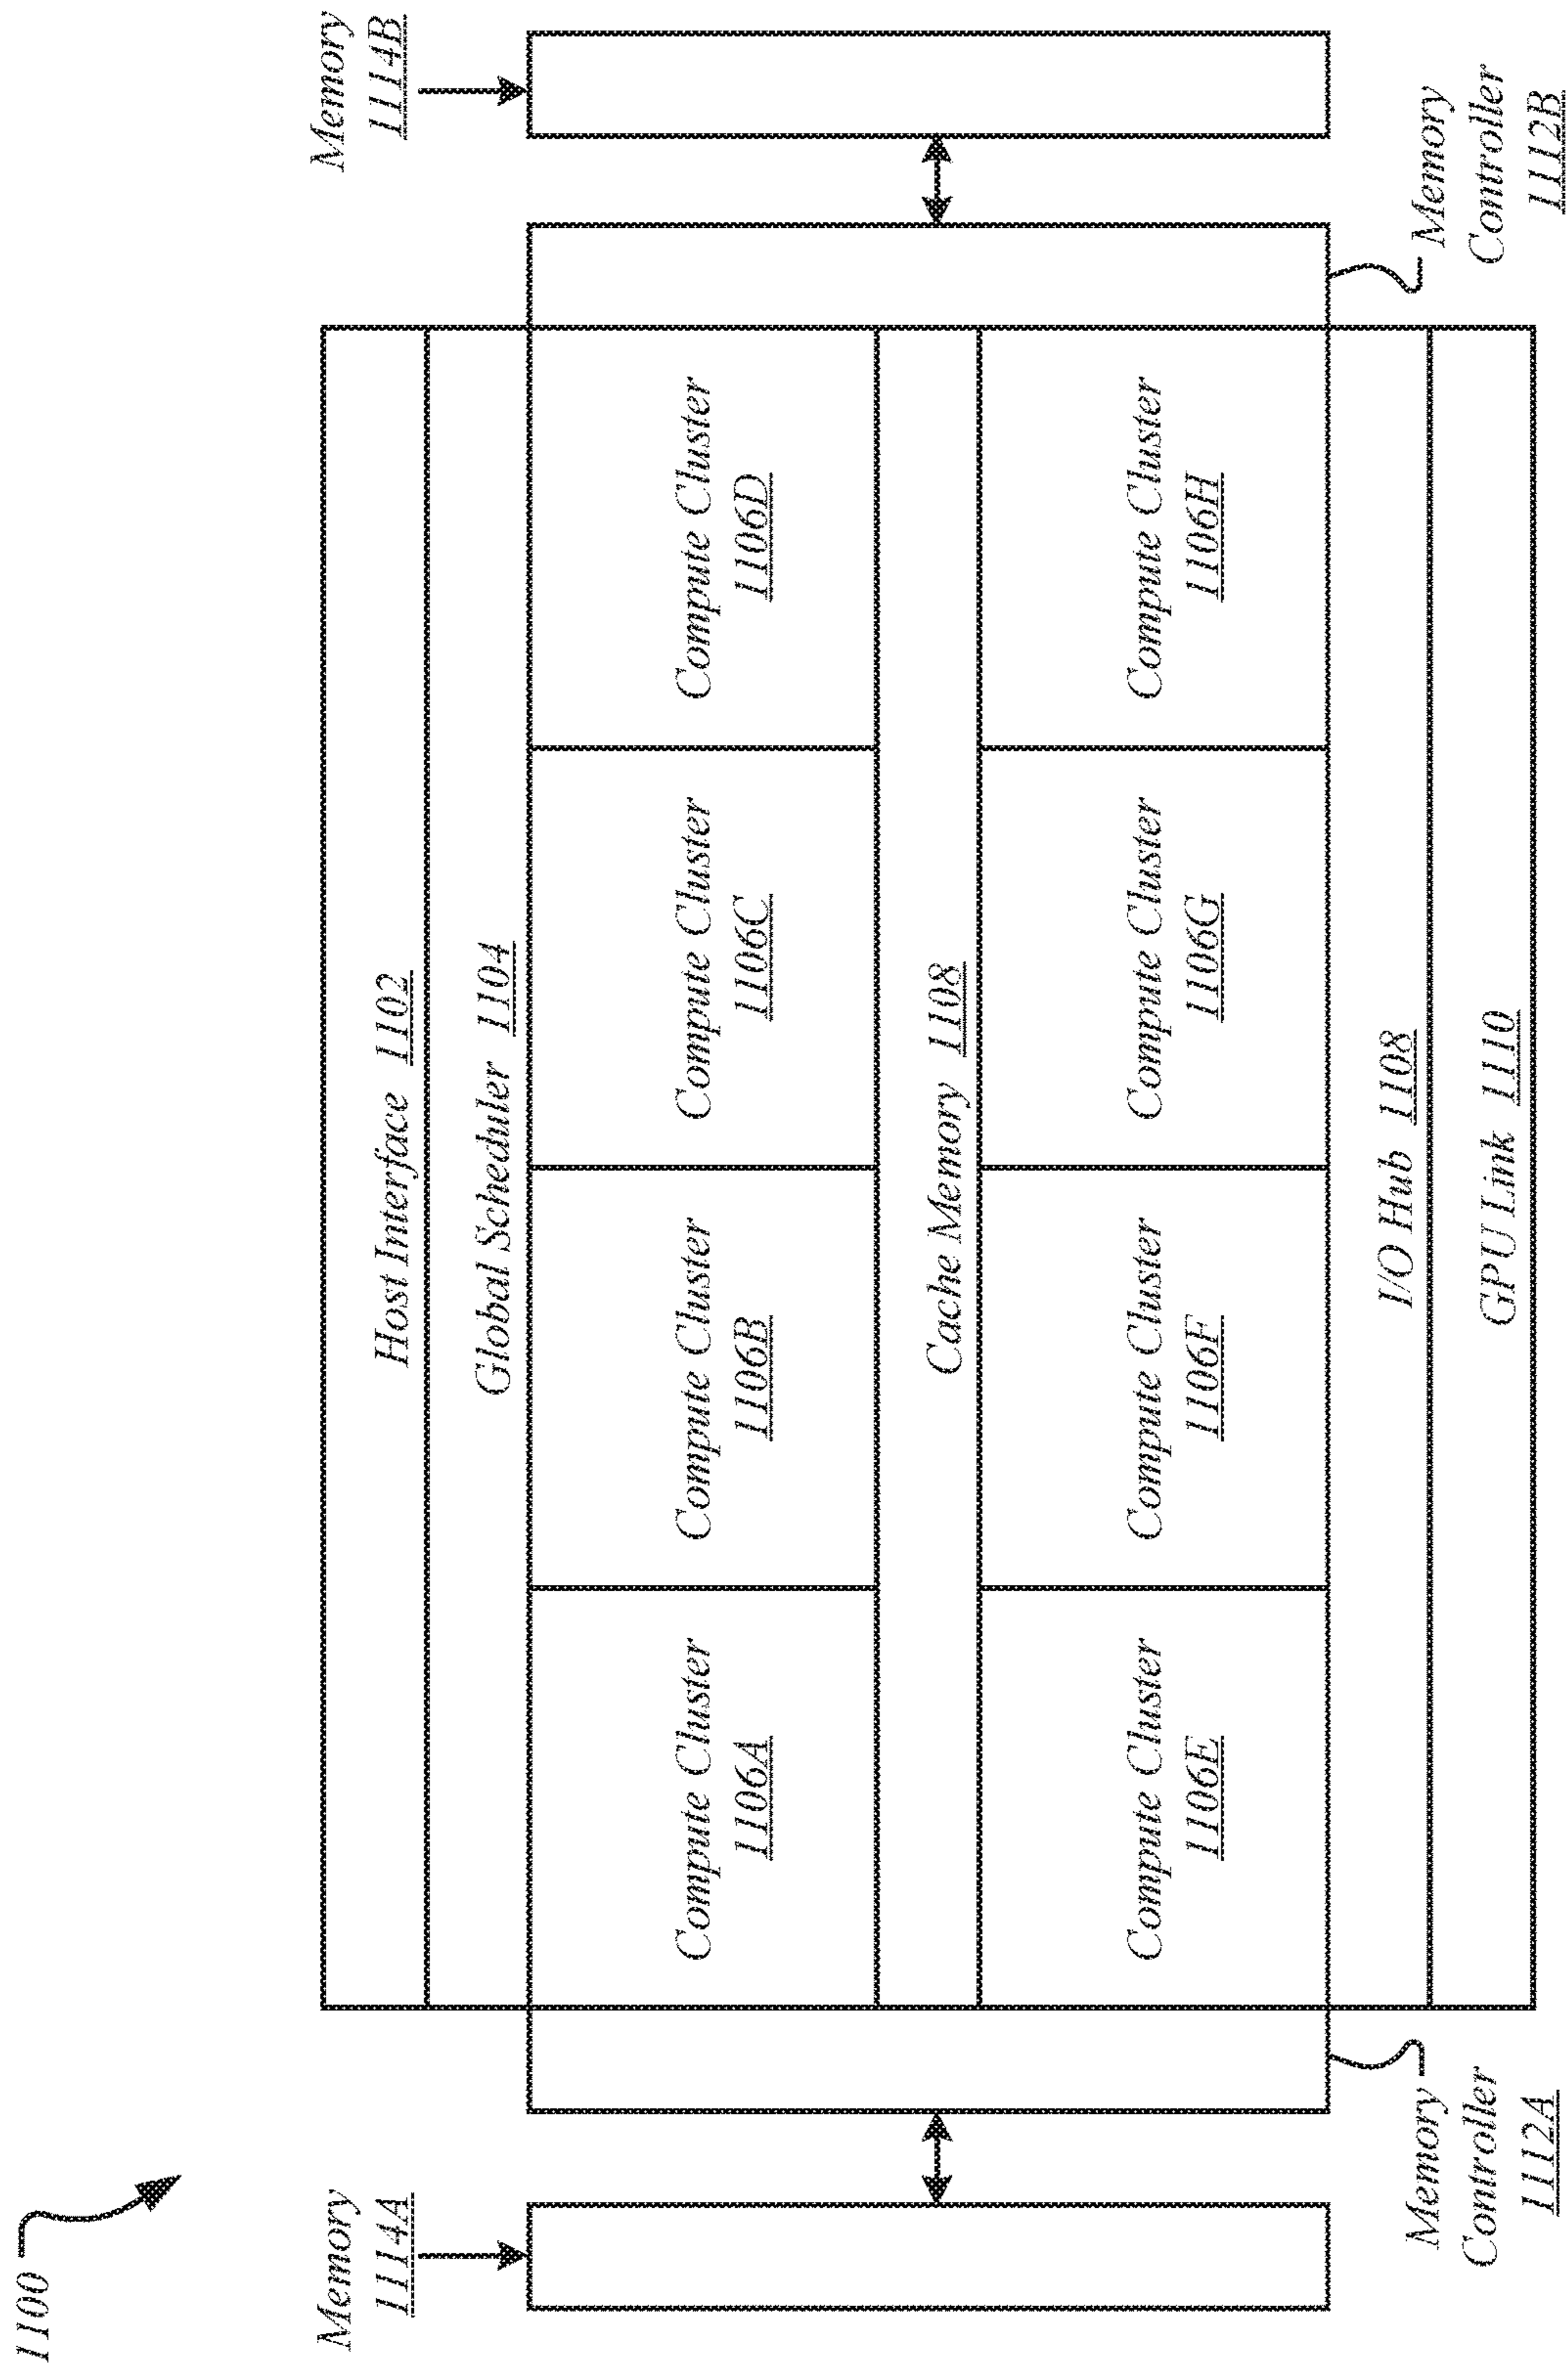 1100
Host Interface 1102
Global Scheduler 1104
Memory
1114A
Memory
1114B
Compute Cluster
1106A
Compute Cluster
1106B
Compute Cluster
1106C
Compute Cluster
1106D
Cache Memory 1108
Compute Cluster
1106E
Compute Cluster
1106F
Compute Cluster
1106G
Compute Cluster
1106H
I/O Hub 1108
GPU Link 1110
Memory
Controller
1112A
Memory
Controller
1112B